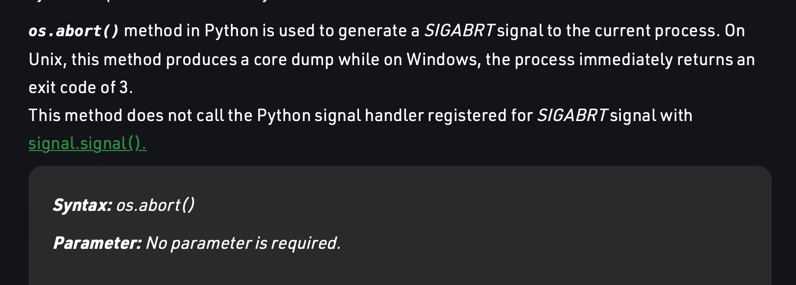 os.abort() method in Python is used to generate a SIGABRT signal to the current process. On
Unix, this method produces a core dump while on Windows, the process immediately returns an
exit code of 3.
This method does not call the Python signal handler registered for SIGABRT signal with
signal.signal().
Syntax: os.abort()
Parameter: No parameter is required.